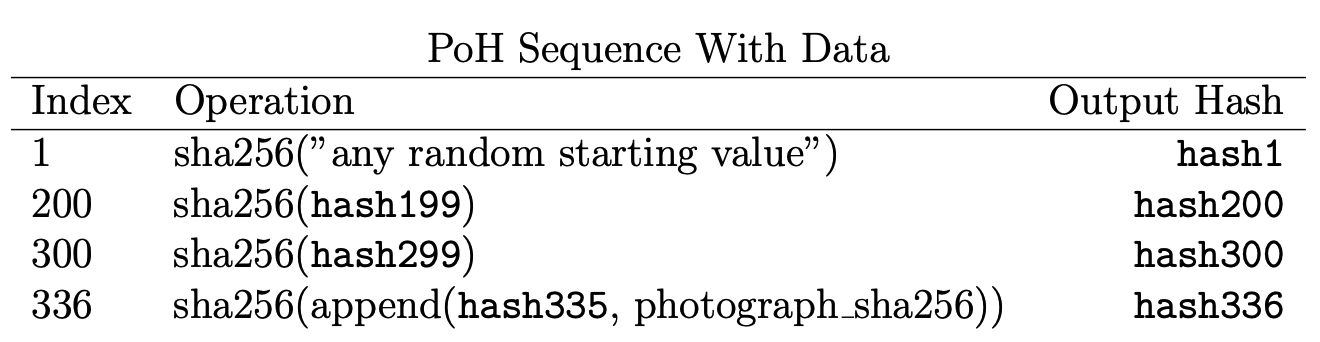 PoH Sequence With Data
Index Operation Output Hash
1 sha256(”any random starting value”) hash1
200 sha256(hash199) hash200
300 sha256(hash299) hash300
336 sha256(append(hash335, photograph_sha256)) hash336